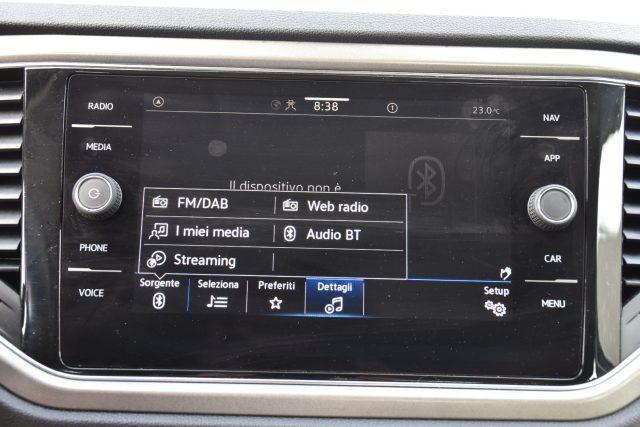 RADIO
8:38
1
23.0°C
NAV
MEDIA
APP
Il dispositivo non è
FM/DAB
Web radio
I miei media
Audio BT
PHONE
Streaming
CAR
Sorgente
Seleziona
Preferiti
Dettagli
Setup
VOICE
MENU